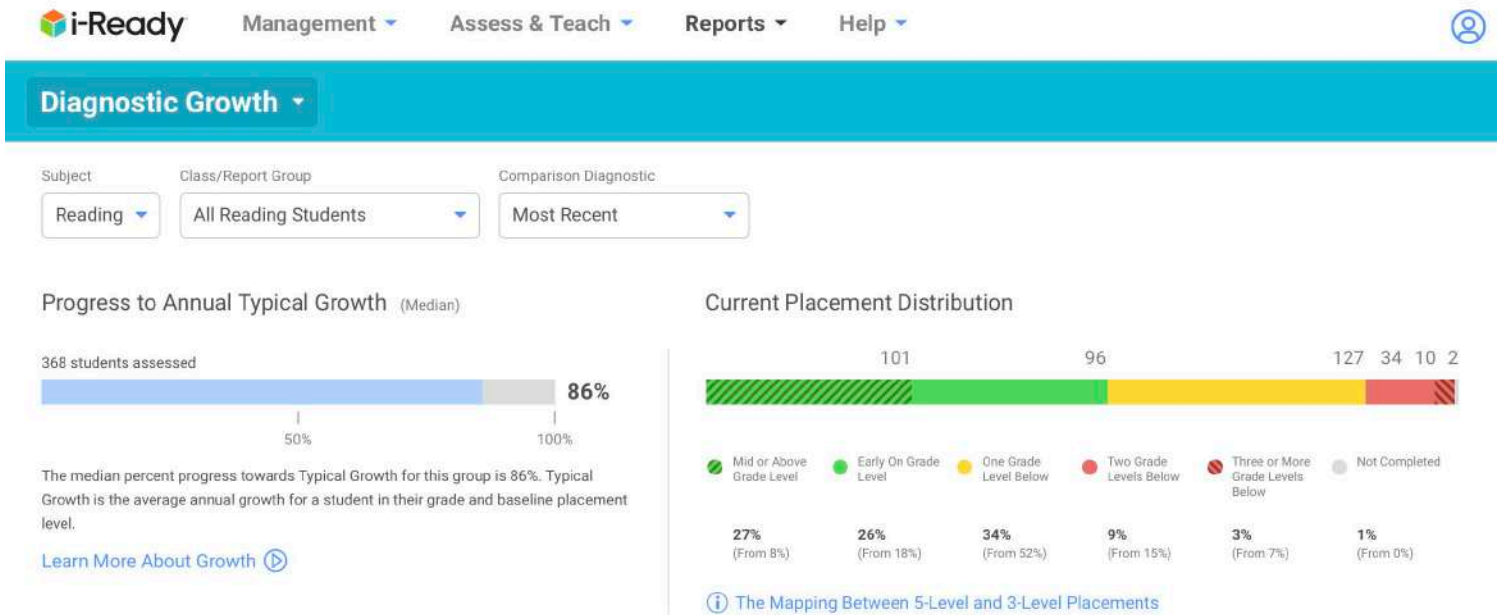 i-Ready Management Assess & Teach Reports Help
Diagnostic Growth
Subject Class/Report Group Comparison Diagnostic
Reading All Reading Students Most Recent
Progress to Annual Typical Growth (Median)
368 students assessed
86%
50% 100%
The median percent progress towards Typical Growth for this group is 86%. Typical
Growth is the average annual growth for a student in their grade and baseline placement
level.
Learn More About Growth
Current Placement Distribution
101 96 127 34 10 2
Mid or Above
Grade Level
Early On Grade
Level
One Grade
Level Below
Two Grade
Levels Below
Three or More
Grade Levels
Below
Not Completed
27% 26% 34% 9% 3% 1%
(From 8%) (From 18%) (From 52%) (From 15%) (From 7%) (From 0%)
The Mapping Between 5-Level and 3-Level Placements